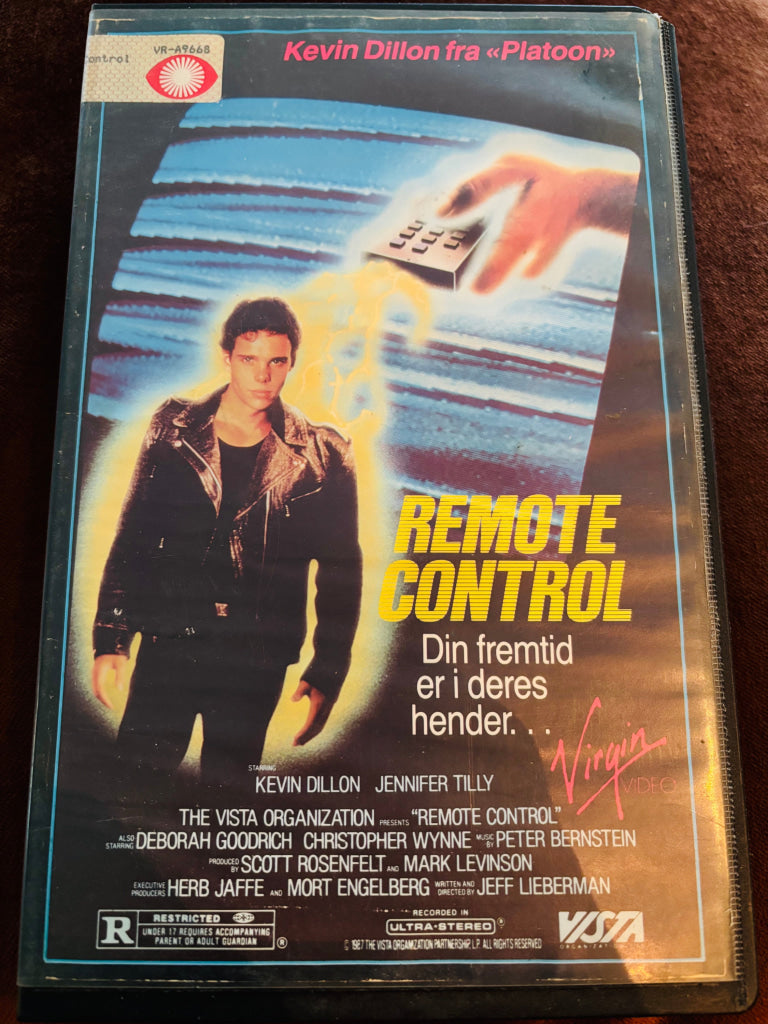 VR-A9668
ontrol
Kevin Dillon fra «Platoon»
REMOTE
CONTROL
Din fremtid
er i deres
hender...
Virgin
VIDEO
STARRING
KEVIN DILLON JENNIFER TILLY
THE VISTA ORGANIZATION PRESENTS "REMOTE CONTROL"
ALSO STARRING DEBORAH GOODRICH CHRISTOPHER WYNNE MUSIC BY PETER BERNSTEIN
PRODUCED BY SCOTT ROSENFELT AND MARK LEVINSON
EXECUTIVE PRODUCERS HERB JAFFE AND MORT ENGELBERG WRITTEN AND DIRECTED BY JEFF LIEBERMAN
R RESTRICTED
UNDER 17 REQUIRES ACCOMPANYING
PARENT OR ADULT GUARDIAN ®
RECORDED IN
ULTRA-STEREO
© 1987 THE VISTA ORGANIZATION PARTNERSHIP, L.P. ALL RIGHTS RESERVED
VISTA
ORGANIZATION